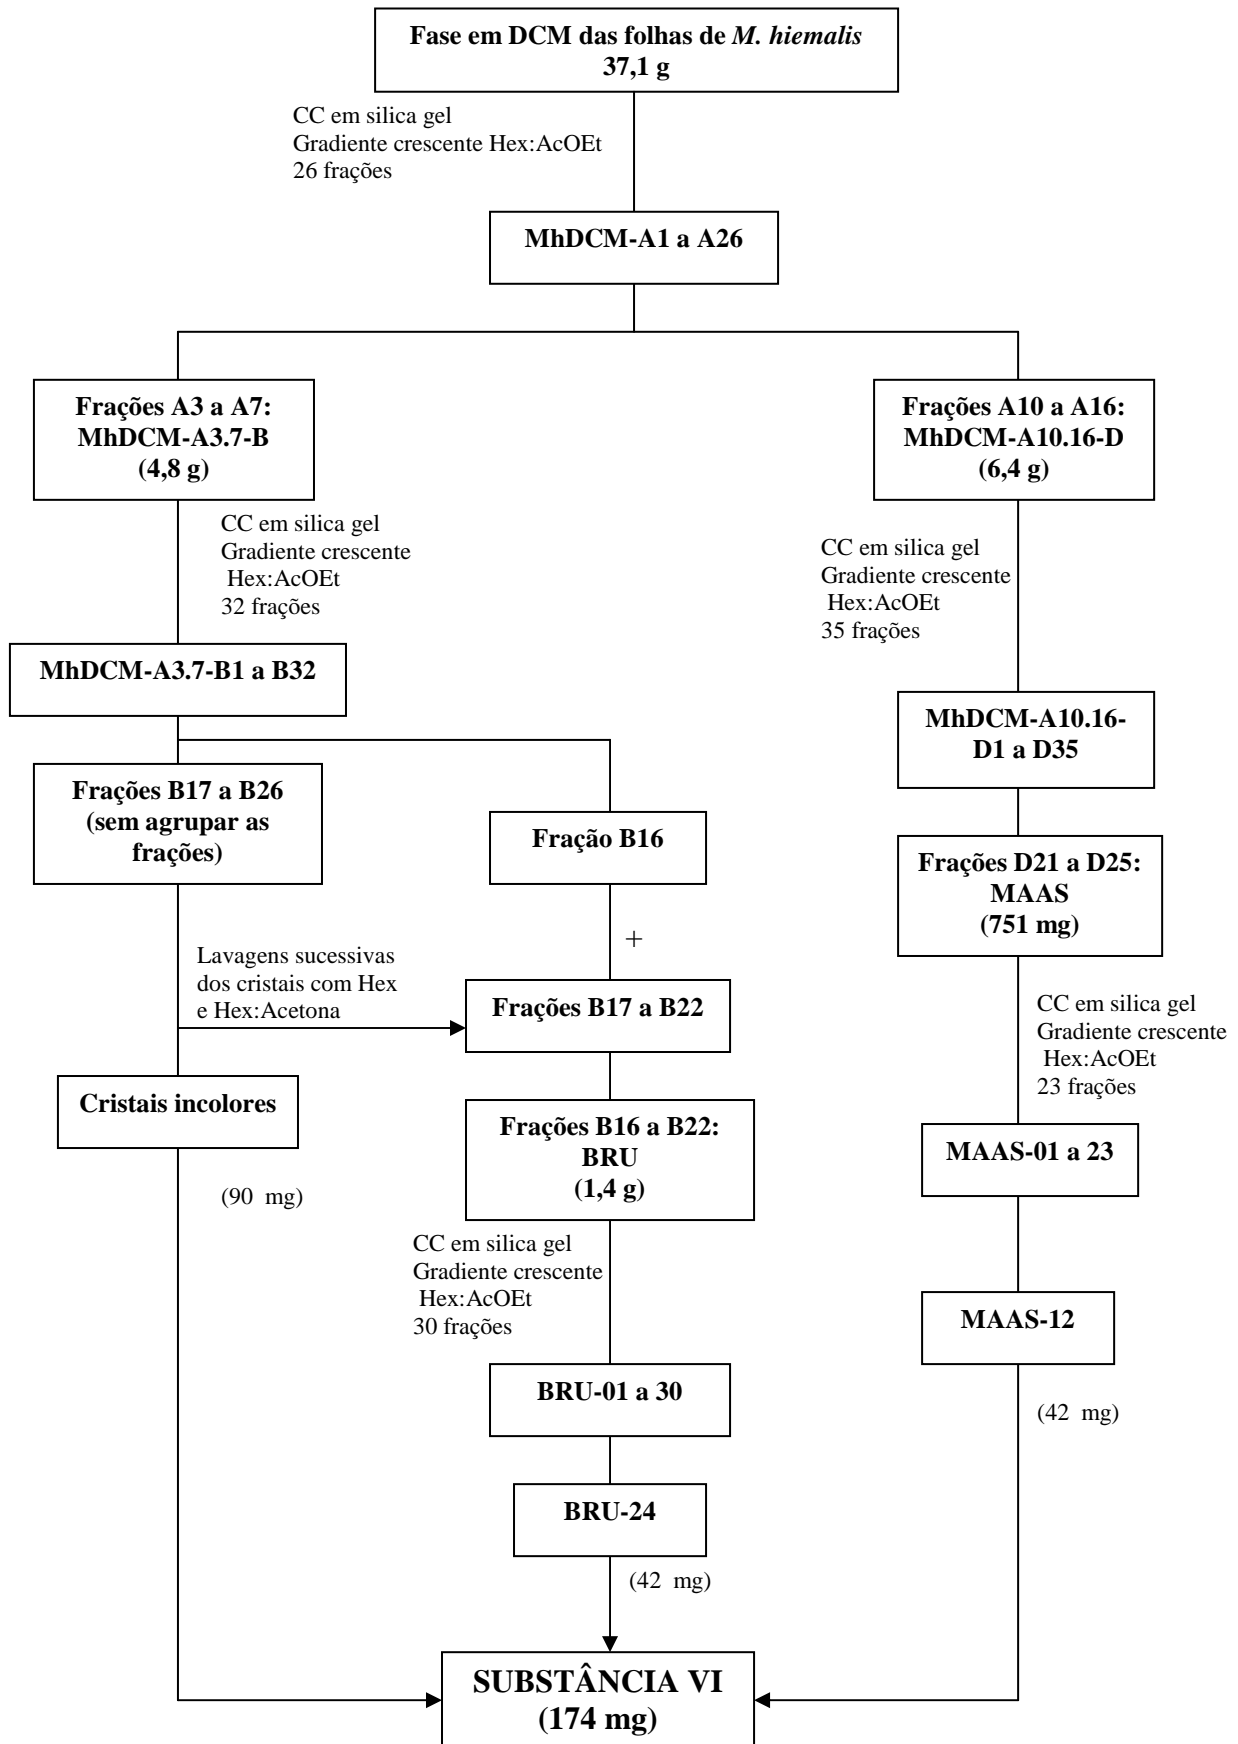 Fase em DCM das folhas de M. hiemalis
37,1 g
CC em silica gel
Gradiente crescente Hex:AcOEt
26 frações
MhDCM-A1 a A26
Frações A3 a A7:
MhDCM-A3.7-B
(4,8 g)
Frações A10 a A16:
MhDCM-A10.16-D
(6,4 g)
CC em silica gel
Gradiente crescente
Hex:AcOEt
32 frações
CC em silica gel
Gradiente crescente
Hex:AcOEt
35 frações
MhDCM-A3.7-B1 a B32
MhDCM-A10.16-
D1 a D35
Frações B17 a B26
(sem agrupar as
frações)
Fração B16
Frações D21 a D25:
MAAS
(751 mg)
+
Lavagens sucessivas
dos cristais com Hex
e Hex:Acetona
Frações B17 a B22
CC em silica gel
Gradiente crescente
Hex:AcOEt
23 frações
Cristais incolores
Frações B16 a B22:
BRU
(1,4 g)
MAAS-01 a 23
(90 mg)
CC em silica gel
Gradiente crescente
Hex:AcOEt
30 frações
MAAS-12
BRU-01 a 30
(42 mg)
BRU-24
(42 mg)
SUBSTÂNCIA VI
(174 mg)